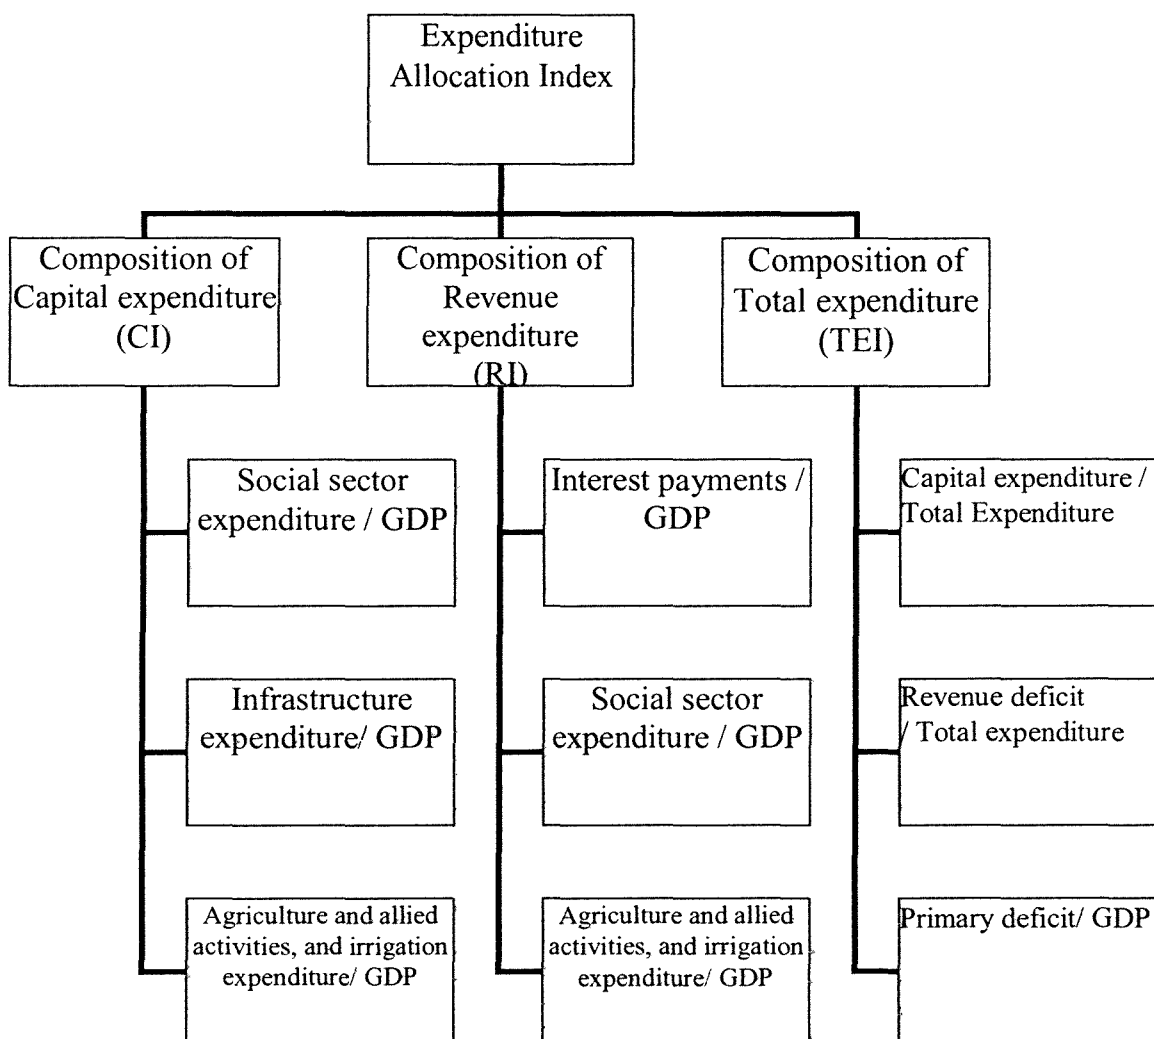 Expenditure
Allocation Index
Composition of
Capital expenditure
(CI)
Composition of
Revenue
expenditure
(RI)
Composition of
Total expenditure
(TEI)
Social sector
expenditure / GDP
Interest payments /
GDP
Capital expenditure /
Total Expenditure
Infrastructure
expenditure/ GDP
Social sector
expenditure / GDP
Revenue deficit
/ Total expenditure
Agriculture and allied
activities, and irrigation
expenditure/ GDP
Agriculture and allied
activities, and irrigation
expenditure/ GDP
Primary deficit/ GDP